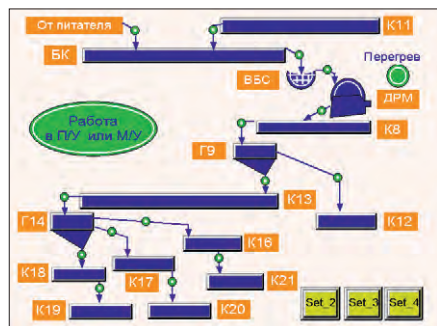 От питателя
К11
БК
ВБС
Перегрев
ДРМ
Работа
в П/У или М/У
К8
Г9
К13
К12
Г14
К16
К18
К17
К21
К19
К20
Set_2
Set_3
Set_4